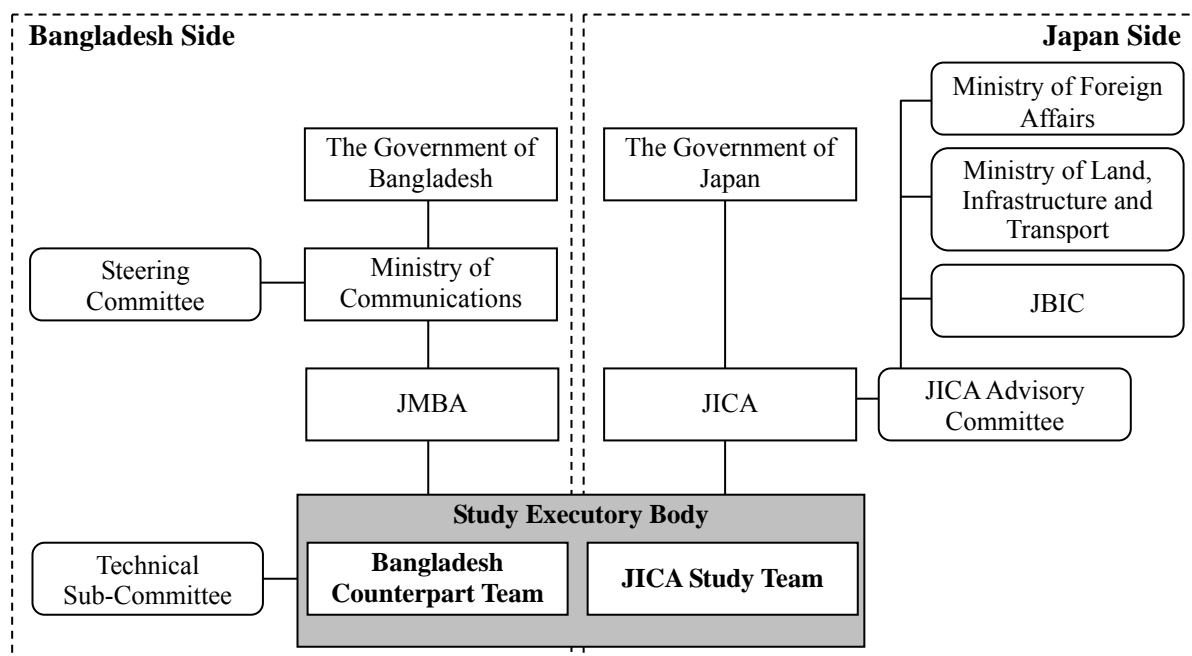 Bangladesh Side
Japan Side
Ministry of Foreign
Affairs
The Government of
Bangladesh
The Government of
Japan
Ministry of Land,
Infrastructure and
Transport
Steering
Committee
Ministry of
Communications
JBIC
JMBA
JICA
JICA Advisory
Committee
Study Executory Body
Technical
Sub-Committee
Bangladesh
Counterpart Team
JICA Study Team